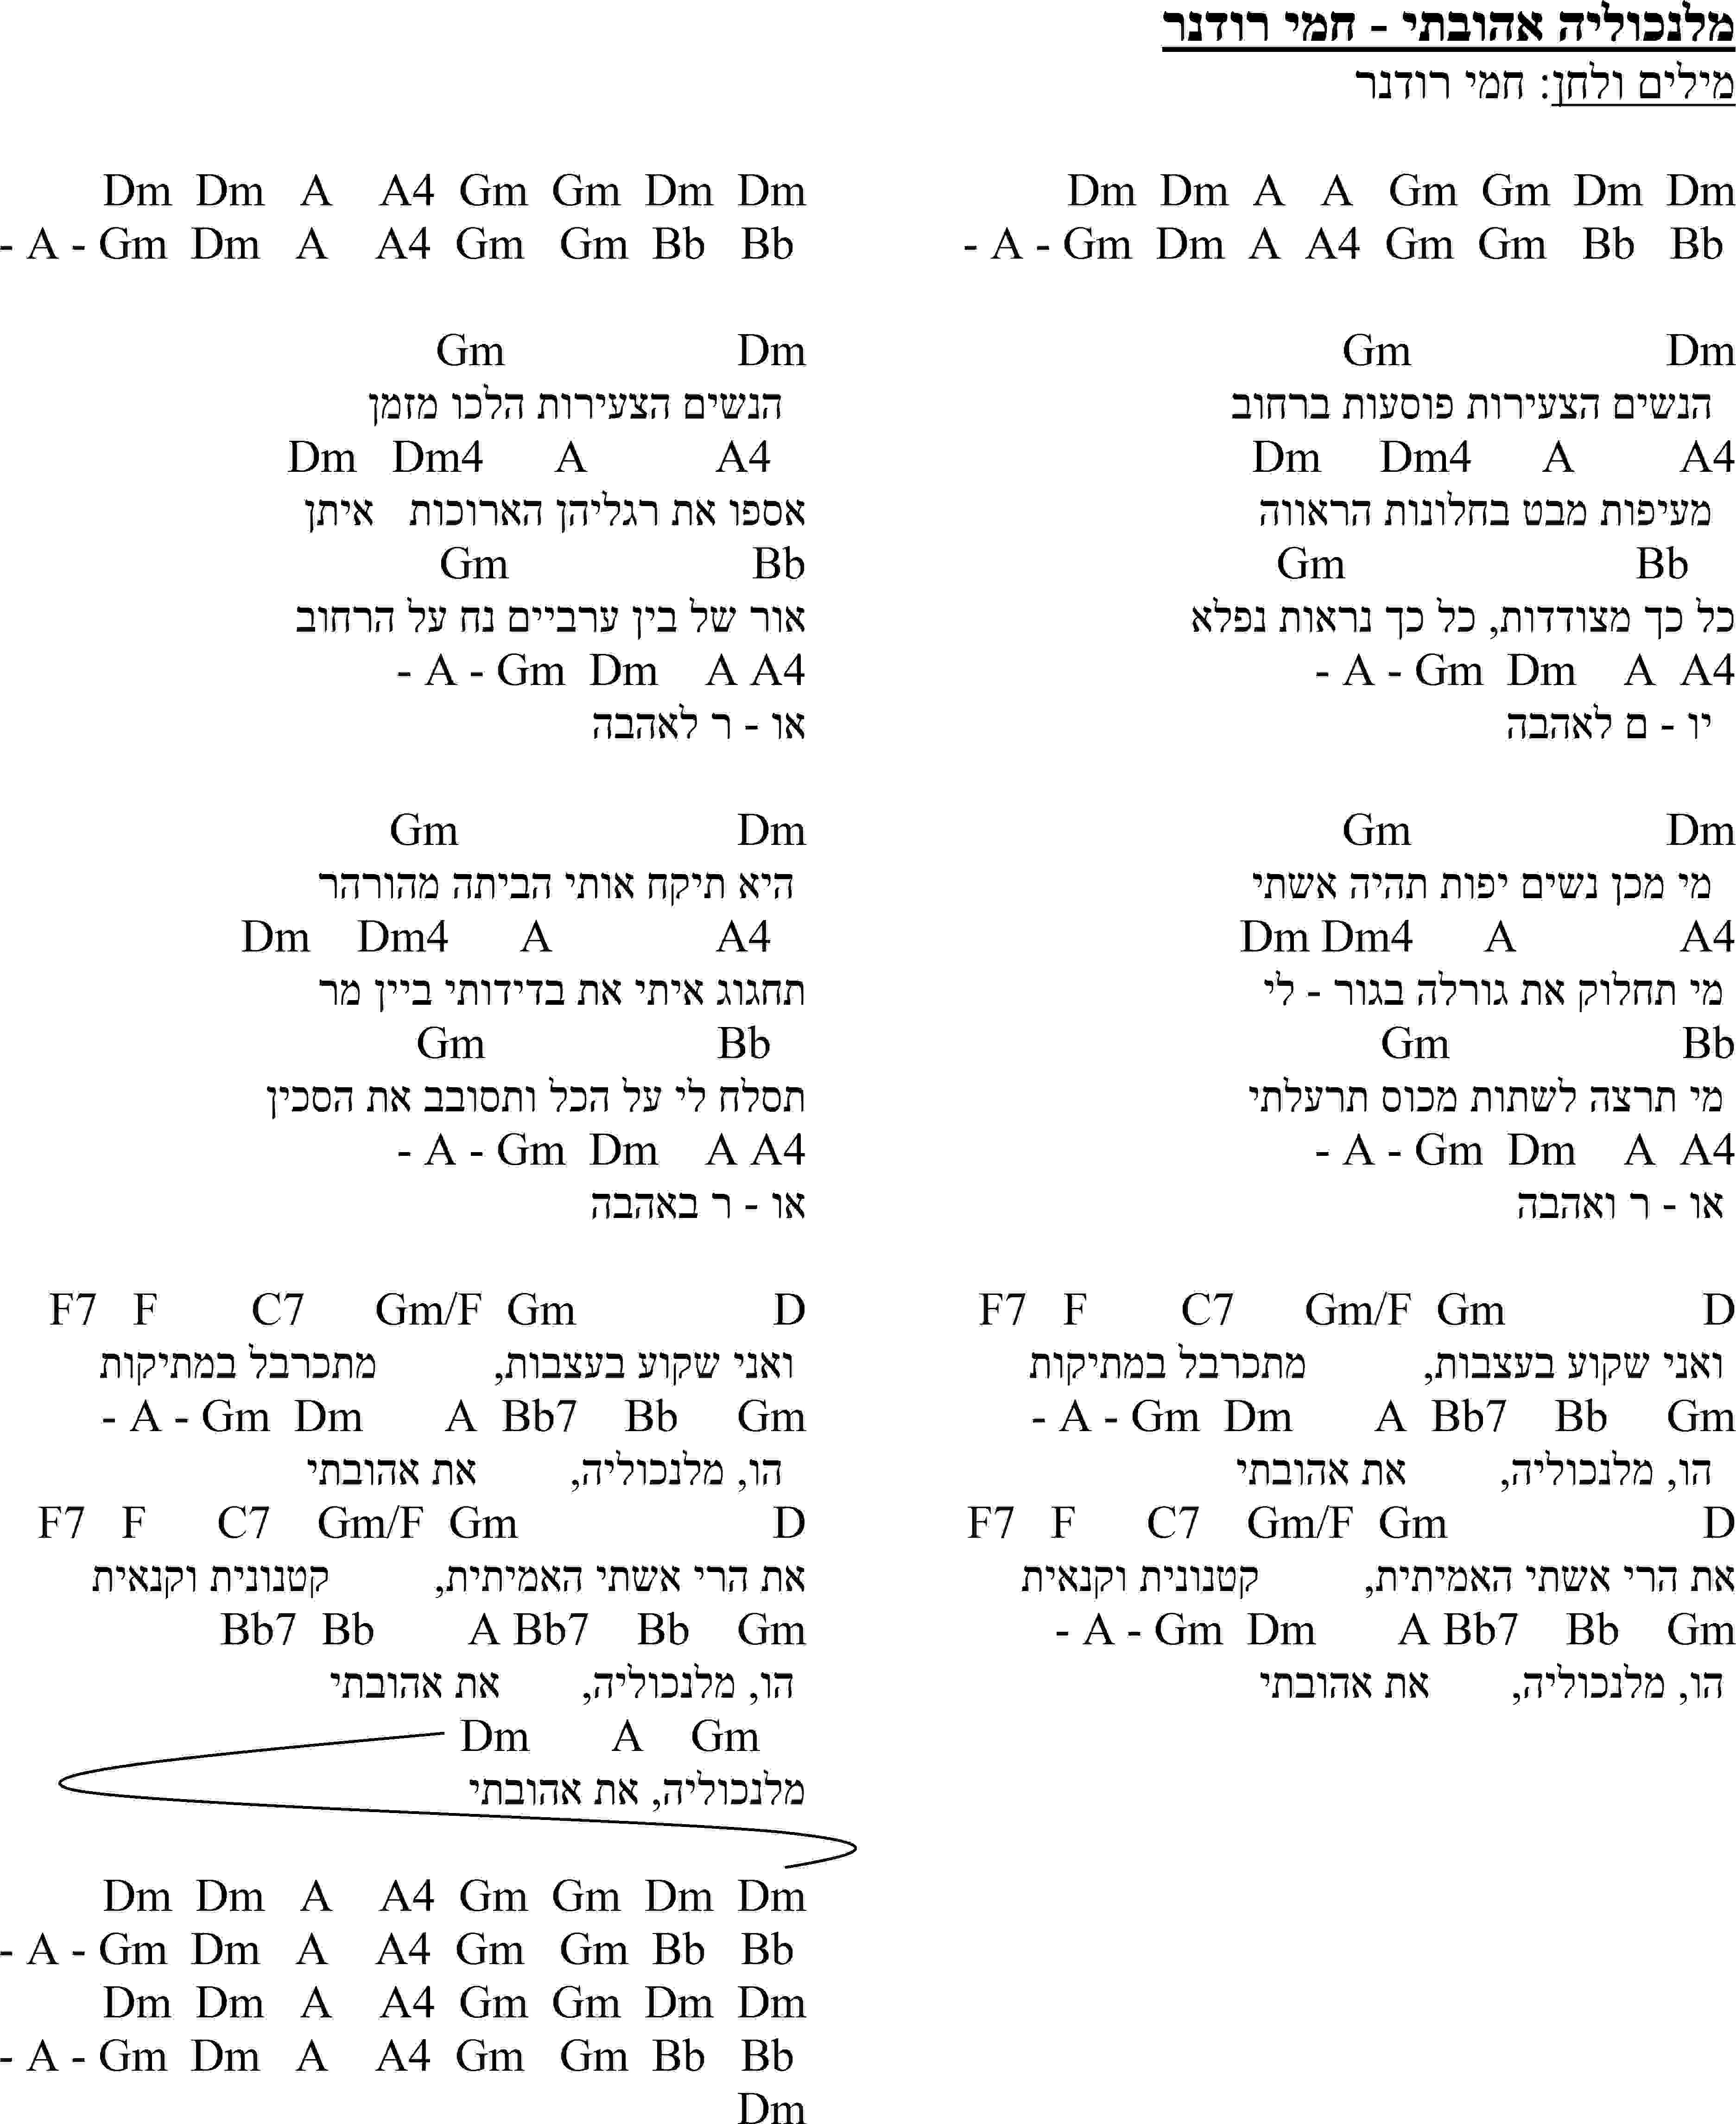 מלנכוליה אהובתי - חמי רודנר
מילים ולחן: חמי רודנר
Dm Dm A A Gm Gm Dm Dm
- A - Gm Dm A A4 Gm Gm Bb Bb
Gm Dm
הנשים הצעירות פוסעות ברחוב
Dm Dm4 A A4
מעיפות מבט בחלונות הראווה
Gm Bb
כל כך מצודדות, כל כך נראות נפלא
- A - Gm Dm A A4
יו - ם לאהבה
Gm Dm
מי מכן נשים יפות תהיה אשתי
Dm Dm4 A A4
מי תחלוק את גורלה בגור - לי
Gm Bb
מי תרצה לשתות מכוס תרעלתי
- A - Gm Dm A A4
או - ר ואהבה
F7 F C7 Gm/F Gm D
ואני שקוע בעצבות, מתכרבל במתיקות
- A - Gm Dm A Bb7 Bb Gm
הו, מלנכוליה, את אהובתי
F7 F C7 Gm/F Gm D
את הרי אשתי האמיתית, קטנונית וקנאית
- A - Gm Dm A Bb7 Bb Gm
הו, מלנכוליה, את אהובתי
Dm Dm A A4 Gm Gm Dm Dm
- A - Gm Dm A A4 Gm Gm Bb Bb
Gm Dm
הנשים הצעירות הלכו מזמן
Dm Dm4 A A4
אספו את רגליהן הארוכות איתן
Gm Bb
אור של בין ערביים נח על הרחוב
- A - Gm Dm A A4
או - ר לאהבה
Gm Dm
היא תיקח אותי הביתה מהורהר
Dm Dm4 A A4
תחגוג איתי את בדידותי ביין מר
Gm Bb
תסלח לי על הכל ותסובב את הסכין
- A - Gm Dm A A4
או - ר באהבה
F7 F C7 Gm/F Gm D
ואני שקוע בעצבות, מתכרבל במתיקות
- A - Gm Dm A Bb7 Bb Gm
הו, מלנכוליה, את אהובתי
F7 F C7 Gm/F Gm D
את הרי אשתי האמיתית, קטנונית וקנאית
Bb7 Bb A Bb7 Bb Gm
הו, מלנכוליה, את אהובתי
Dm A Gm
מלנכוליה, את אהובתי
Dm Dm A A4 Gm Gm Dm Dm
- A - Gm Dm A A4 Gm Gm Bb Bb
Dm Dm A A4 Gm Gm Dm Dm
- A - Gm Dm A A4 Gm Gm Bb Bb
Dm